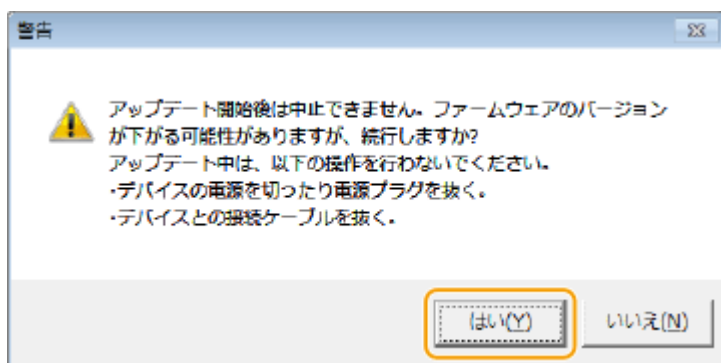 警告
アップデート開始後は中止できません。ファームウェアのバージョン
が下がる可能性がありますが、続行しますか?
アップデート中は、以下の操作を行わないでください。
・デバイスの電源を切ったり電源プラグを抜く。
・デバイスとの接続ケーブルを抜く。
はい(Y) いいえ(N)